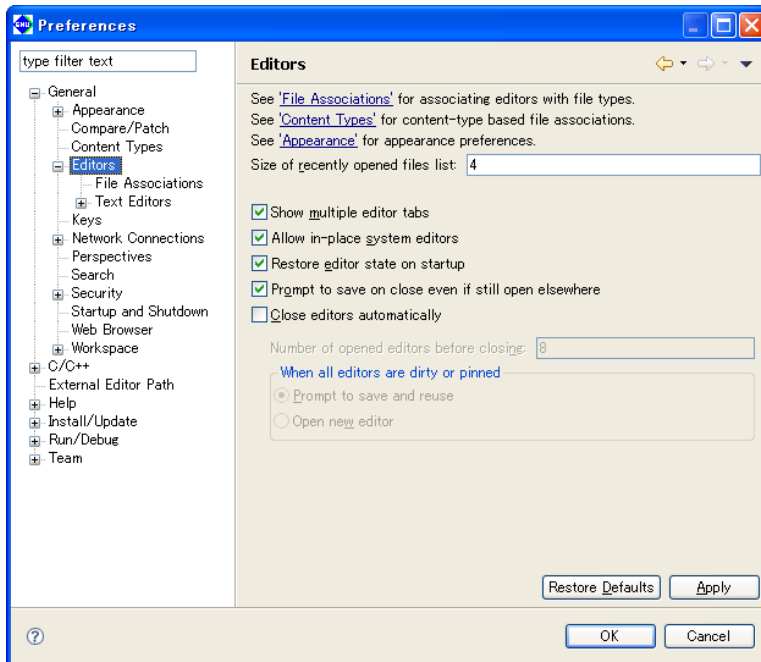 EHU Preferences
type filter text
Editors
General
Appearance
Compare/Patch
Content Types
Editors
File Associations
Text Editors
Keys
Network Connections
Perspectives
Search
Security
Startup and Shutdown
Web Browser
Workspace
C/C++
External Editor Path
Help
Install/Update
Run/Debug
Team
See 'File Associations' for associating editors with file types.
See 'Content Types' for content-type based file associations.
See 'Appearance' for appearance preferences.
Size of recently opened files list: 4
Show multiple editor tabs
Allow in-place system editors
Restore editor state on startup
Prompt to save on close even if still open elsewhere
Close editors automatically
Number of opened editors before closing: 8
When all editors are dirty or pinned
Prompt to save and reuse
Open new editor
Restore Defaults Apply
? OK Cancel